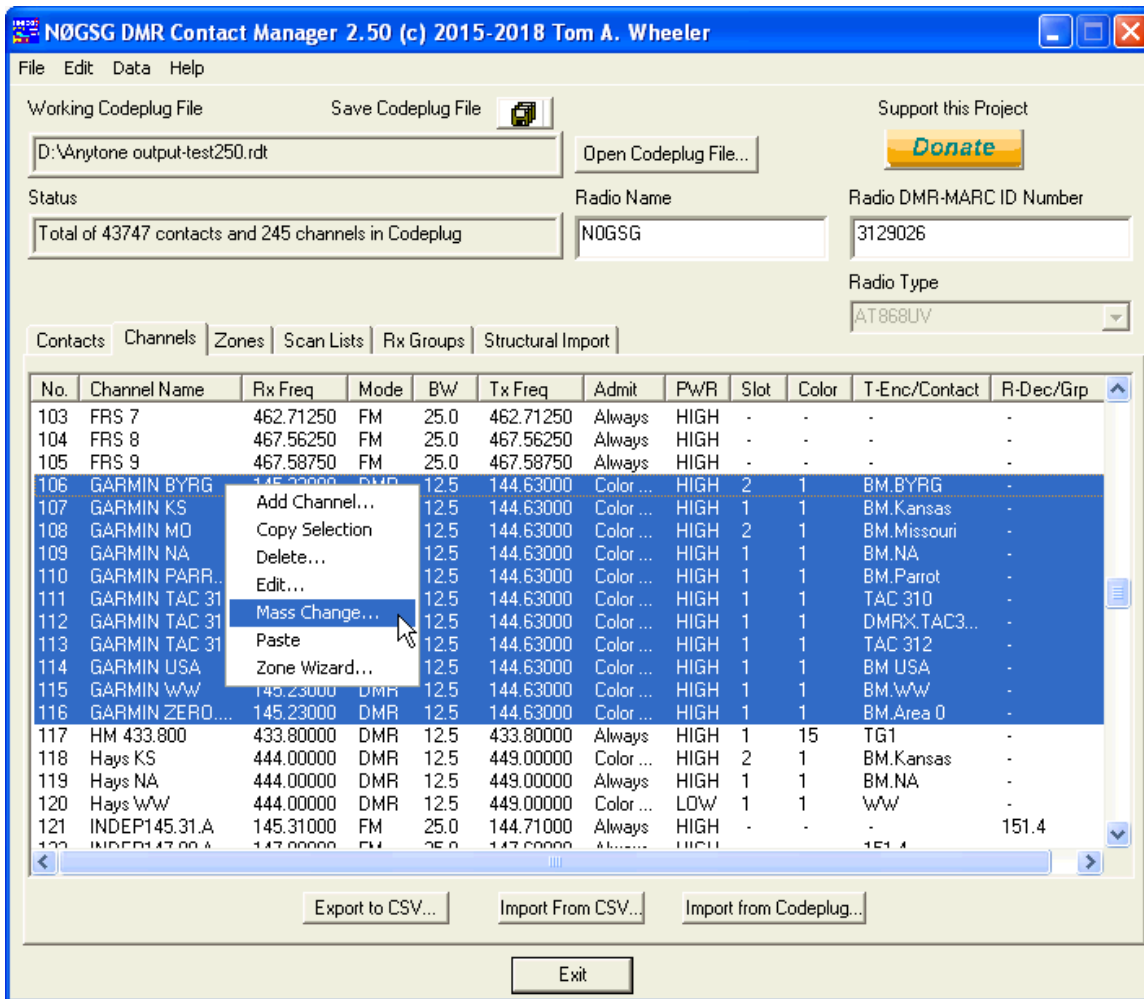 NØGSG DMR Contact Manager 2.50 (c) 2015-2018 Tom A. Wheeler
File Edit Data Help
Working Codeplug File Save Codeplug File Support this Project
D:\Anytone output-test250.rdt Open Codeplug File... Donate
Status Radio Name Radio DMR-MARC ID Number
Total of 43747 contacts and 245 channels in Codeplug N0GSG 3129026
Radio Type
AT868UV
Contacts Channels Zones Scan Lists Rx Groups Structural Import
No. Channel Name Rx Freq Mode BW Tx Freq Admit PWR Slot Color T-Enc/Contact R-Dec/Grp
103 FRS 7 462.71250 FM 25.0 462.71250 Always HIGH - - - -
104 FRS 8 467.56250 FM 25.0 467.56250 Always HIGH - - - -
105 FRS 9 467.58750 FM 25.0 467.58750 Always HIGH - - - -
106 GARMIN BYRG 12.5 144.63000 Color ... HIGH 2 1 BM.BYRG -
107 GARMIN KS 12.5 144.63000 Color ... HIGH 1 1 BM.Kansas -
108 GARMIN MO 12.5 144.63000 Color ... HIGH 2 1 BM.Missouri -
109 GARMIN NA 12.5 144.63000 Color ... HIGH 1 1 BM.NA -
110 GARMIN PARR... 12.5 144.63000 Color ... HIGH 1 1 BM.Parrot -
111 GARMIN TAC 31 12.5 144.63000 Color ... HIGH 1 1 TAC 310 -
112 GARMIN TAC 31 12.5 144.63000 Color ... HIGH 1 1 DMRX.TAC3... -
113 GARMIN TAC 31 12.5 144.63000 Color ... HIGH 1 1 TAC 312 -
114 GARMIN USA 12.5 144.63000 Color ... HIGH 1 1 BM USA -
115 GARMIN WW 145.23000 DMR 12.5 144.63000 Color ... HIGH 1 1 BM.WW -
116 GARMIN ZERO.... 145.23000 DMR 12.5 144.63000 Color ... HIGH 1 1 BM.Area 0 -
117 HM 433.800 433.80000 DMR 12.5 433.80000 Always HIGH 1 15 TG1 -
118 Hays KS 444.00000 DMR 12.5 449.00000 Color ... HIGH 2 1 BM.Kansas -
119 Hays NA 444.00000 DMR 12.5 449.00000 Always HIGH 1 1 BM.NA -
120 Hays WW 444.00000 DMR 12.5 449.00000 Color ... LOW 1 1 WW -
121 INDEP145.31.A 145.31000 FM 25.0 144.71000 Always HIGH - - - 151.4
Add Channel...
Copy Selection
Delete...
Edit...
Mass Change...
Paste
Zone Wizard...
Export to CSV... Import From CSV... Import from Codeplug...
Exit